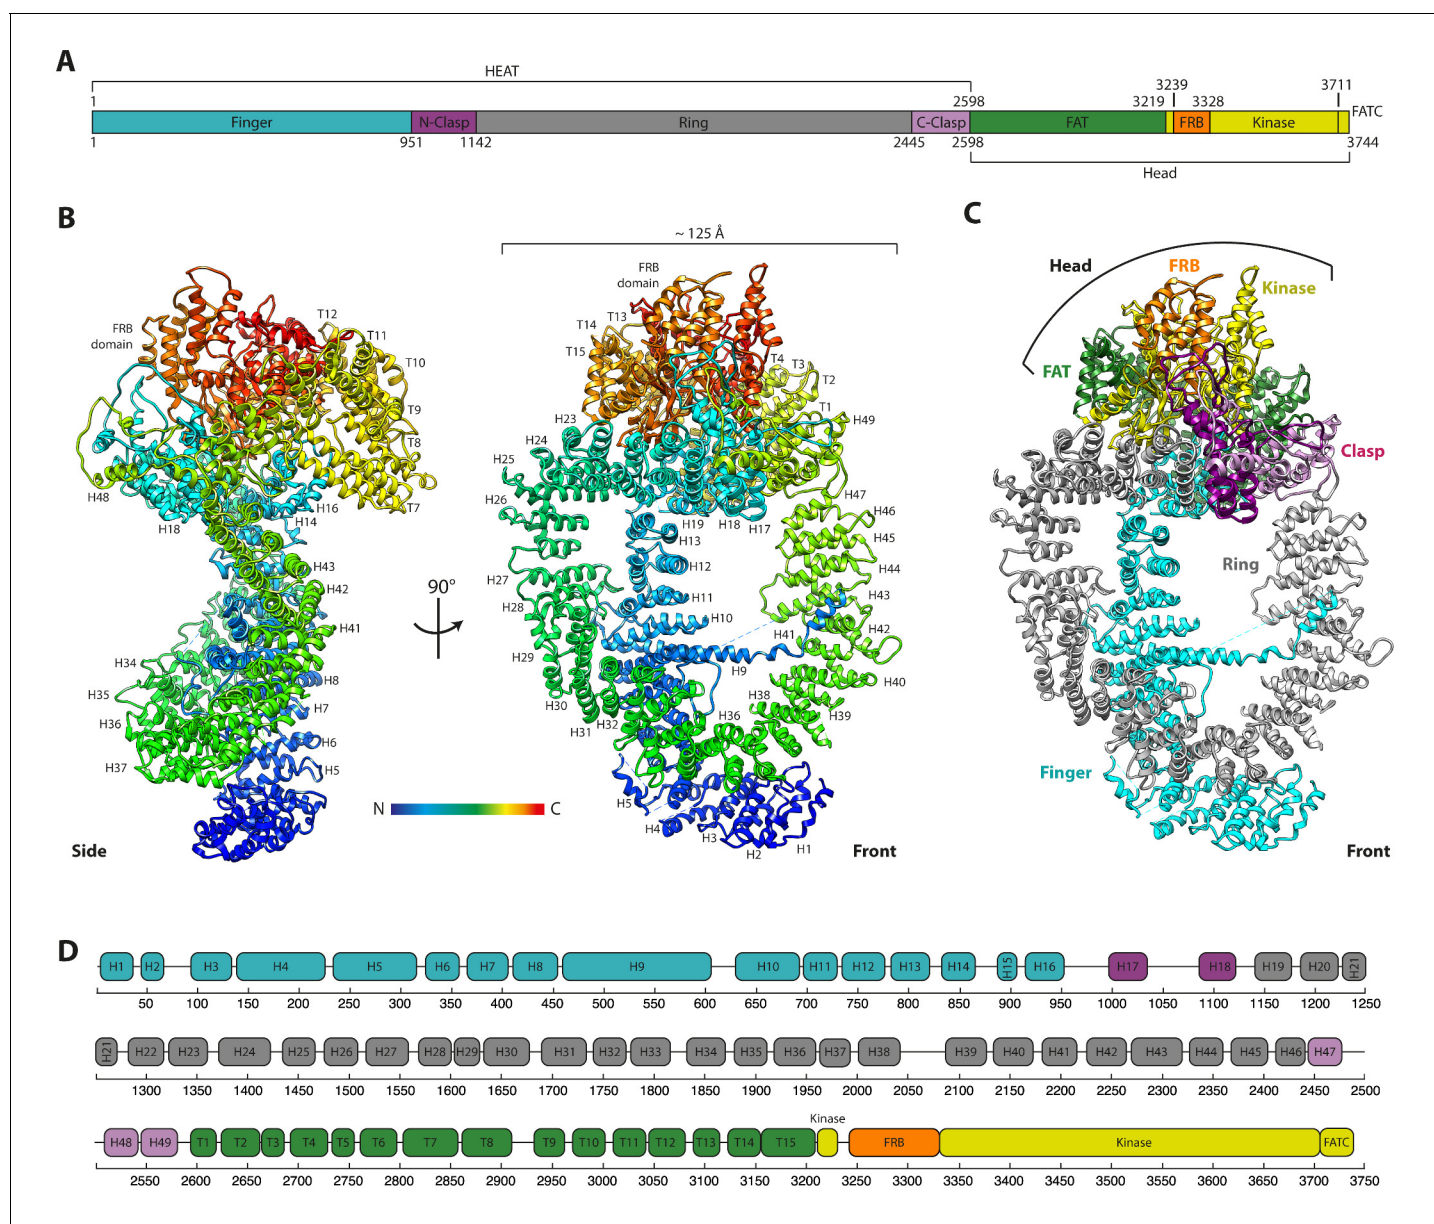 A
HEAT
1
2598
3219
3239
3328
3711
FATC
Finger
N-Clasp
Ring
C-Clasp
FAT
FRB
Kinase
1
951
1142
2445
2598
3744
Head
B
FRB
domain
T12
T11
T10
T9
T8
T7
H48
H18
H16
H14
H43
H42
H41
H34
H35
H36
H37
H8
H7
H6
H5
Side
90°
N
C
~ 125 Å
FRB
domain
T13
T14
T15
T4
T3
T2
T1
H49
H23
H24
H25
H26
H47
H46
H45
H44
H43
H42
H41
H40
H19
H18
H17
H13
H12
H11
H10
H9
H27
H28
H29
H30
H31
H32
H38
H39
H36
H5
H4
H3
H2
H1
Front
C
Head
FRB
Kinase
FAT
Clasp
Ring
Finger
Front
D
H1 H2 H3 H4 H5 H6 H7 H8 H9 H10 H11 H12 H13 H14 H15 H16 H17 H18 H19 H20 H21
50 100 150 200 250 300 350 400 450 500 550 600 650 700 750 800 850 900 950 1000 1050 1100 1150 1200 1250
H21 H22 H23 H24 H25 H26 H27 H28 H29 H30 H31 H32 H33 H34 H35 H36 H37 H38 H39 H40 H41 H42 H43 H44 H45 H46 H47
1300 1350 1400 1450 1500 1550 1600 1650 1700 1750 1800 1850 1900 1950 2000 2050 2100 2150 2200 2250 2300 2350 2400 2450 2500
Kinase
H48 H49 T1 T2 T3 T4 T5 T6 T7 T8 T9 T10 T11 T12 T13 T14 T15 FRB Kinase FATC
2550 2600 2650 2700 2750 2800 2850 2900 2950 3000 3050 3100 3150 3200 3250 3300 3350 3400 3450 3500 3550 3600 3650 3700 3750